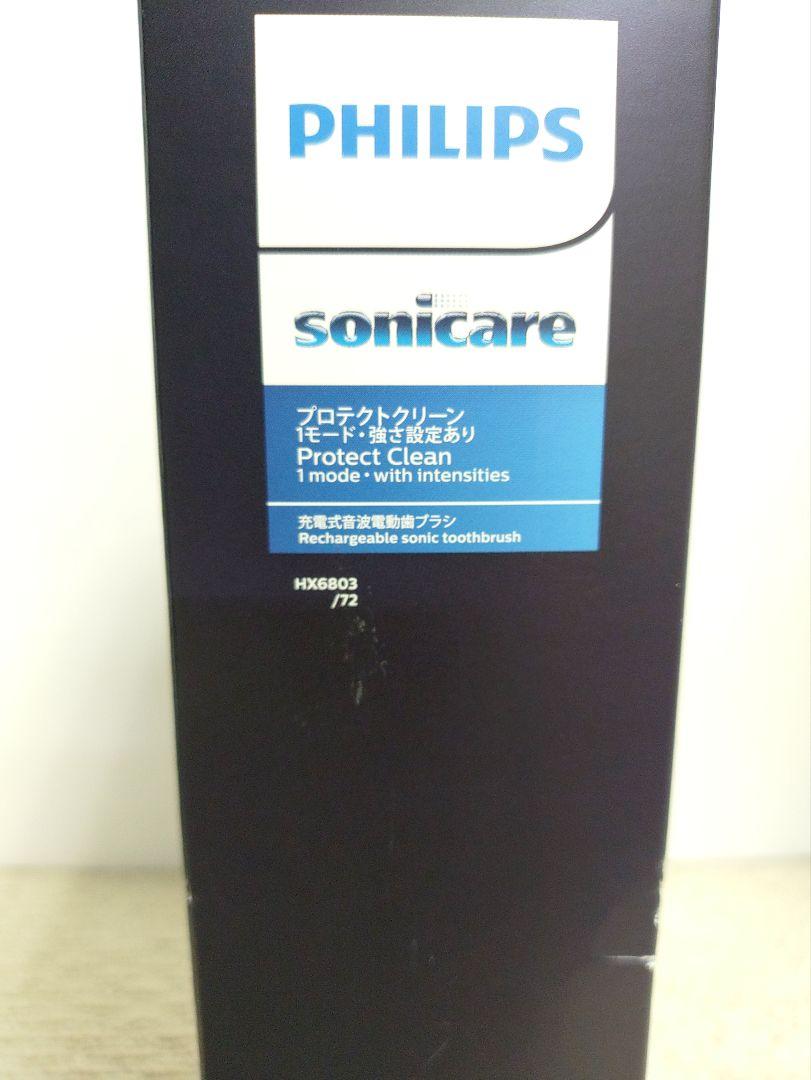 PHILIPS
sonicare
プロテクトクリーン
1モード・強さ設定あり
Protect Clean
1 mode • with intensities
充電式音波電動歯ブラシ
Rechargeable sonic toothbrush
HX6803
/72